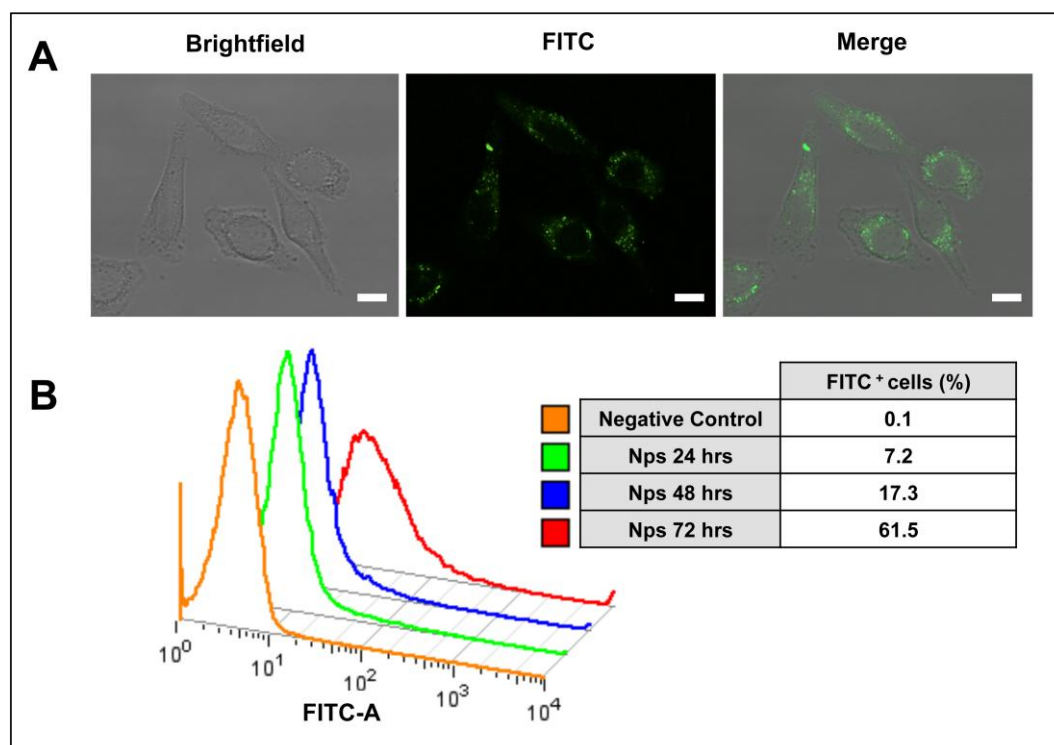 A
Brightfield
FITC
Merge
B
FITC⁺ cells (%)
Negative Control 0.1
Nps 24 hrs 7.2
Nps 48 hrs 17.3
Nps 72 hrs 61.5
10⁰ 10¹ 10² 10³ 10⁴
FITC-A